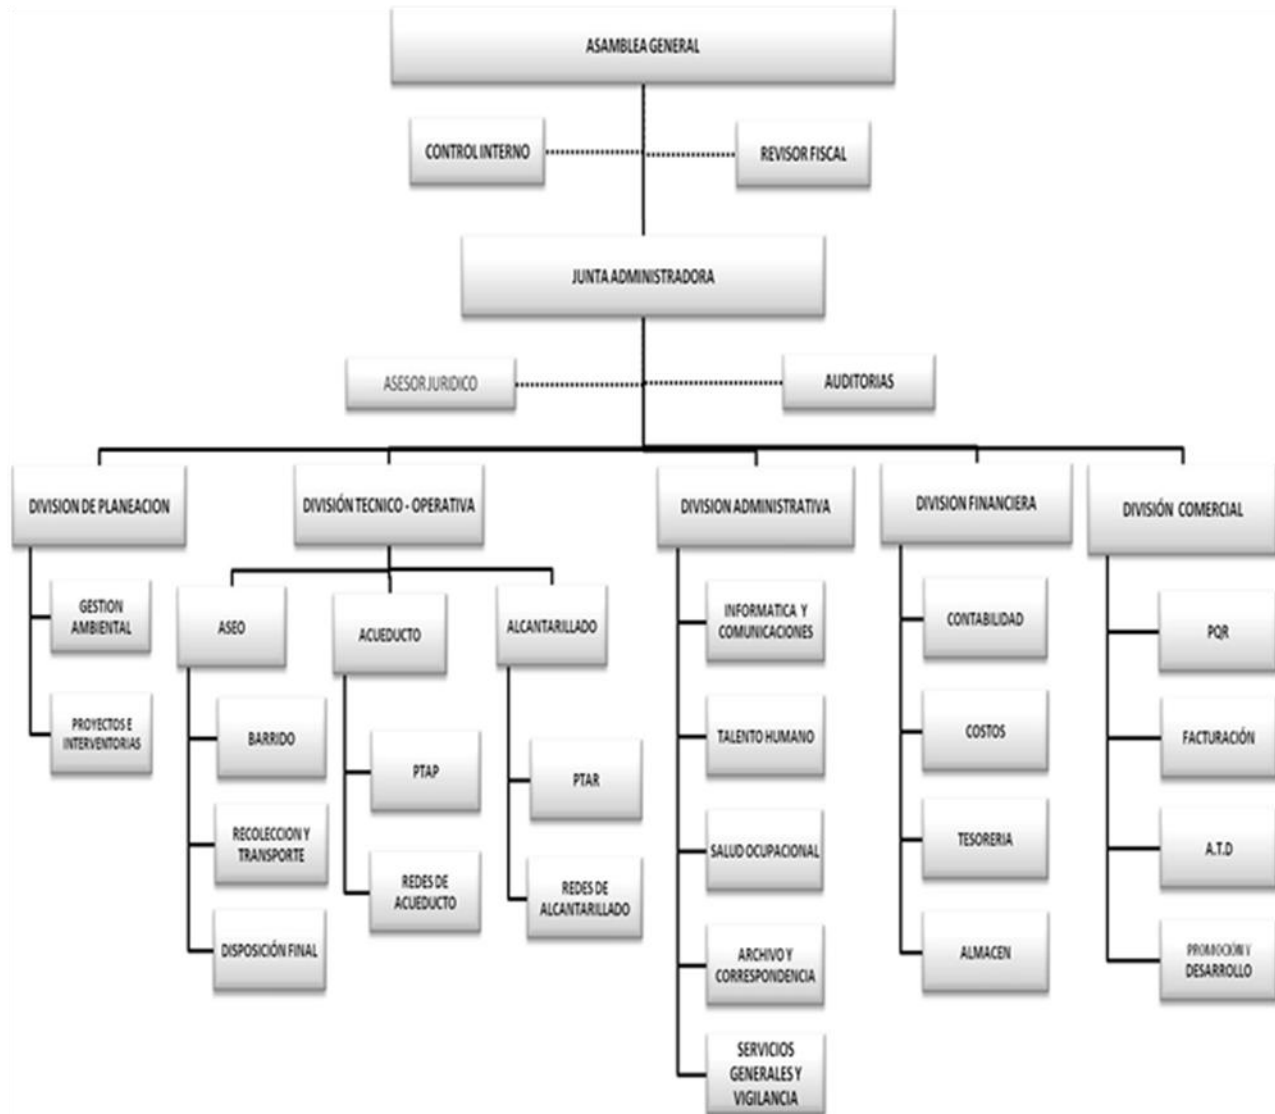 ASAMBLEA GENERAL
CONTROL INTERNO
REVISOR FISCAL
JUNTA ADMINISTRADORA
ASESOR JURIDICO
AUDITORIAS
DIVISION DE PLANEACION
DIVISIÓN TECNICO - OPERATIVA
DIVISION ADMINISTRATIVA
DIVISION FINANCIERA
DIVISIÓN COMERCIAL
GESTION
AMBIENTAL
PROYECTOS E
INTERVENTORIAS
ASEO
ACUEDUCTO
ALCANTARILLADO
BARRIDO
RECOLECCION Y
TRANSPORTE
DISPOSICIÓN FINAL
PTAP
REDES DE
ACUEDUCTO
PTAR
REDES DE
ALCANTARILLADO
INFORMATICA Y
COMUNICACIONES
TALENTO HUMANO
SALUD OCUPACIONAL
ARCHIVO Y
CORRESPONDENCIA
SERVICIOS
GENERALES Y
VIGILANCIA
CONTABILIDAD
COSTOS
TESORERIA
ALMACEN
PQR
FACTURACIÓN
A.T.D
PROMOCIÓN Y
DESARROLLO